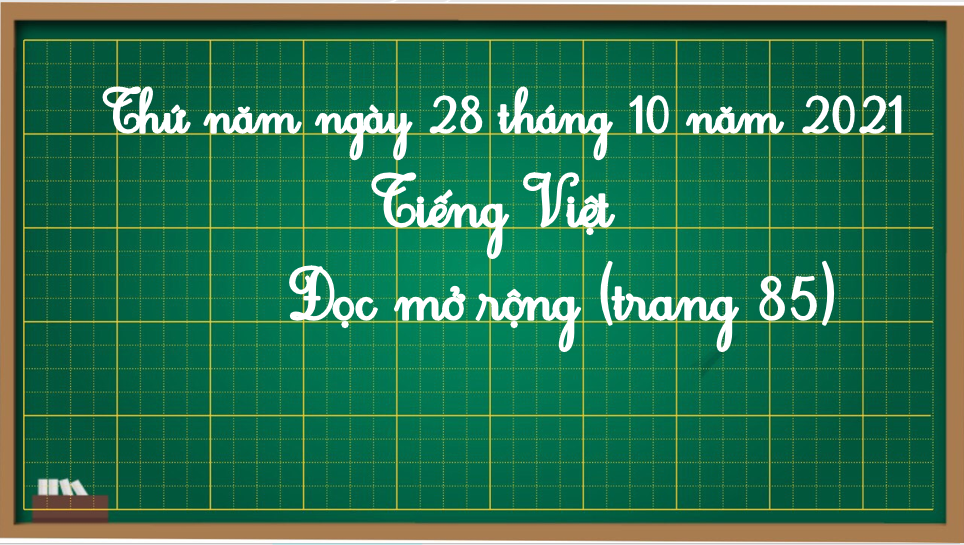 Thứ năm ngày 28 tháng 10 năm 2021
Tiếng Việt
Đọc mở rộng (trang 85)